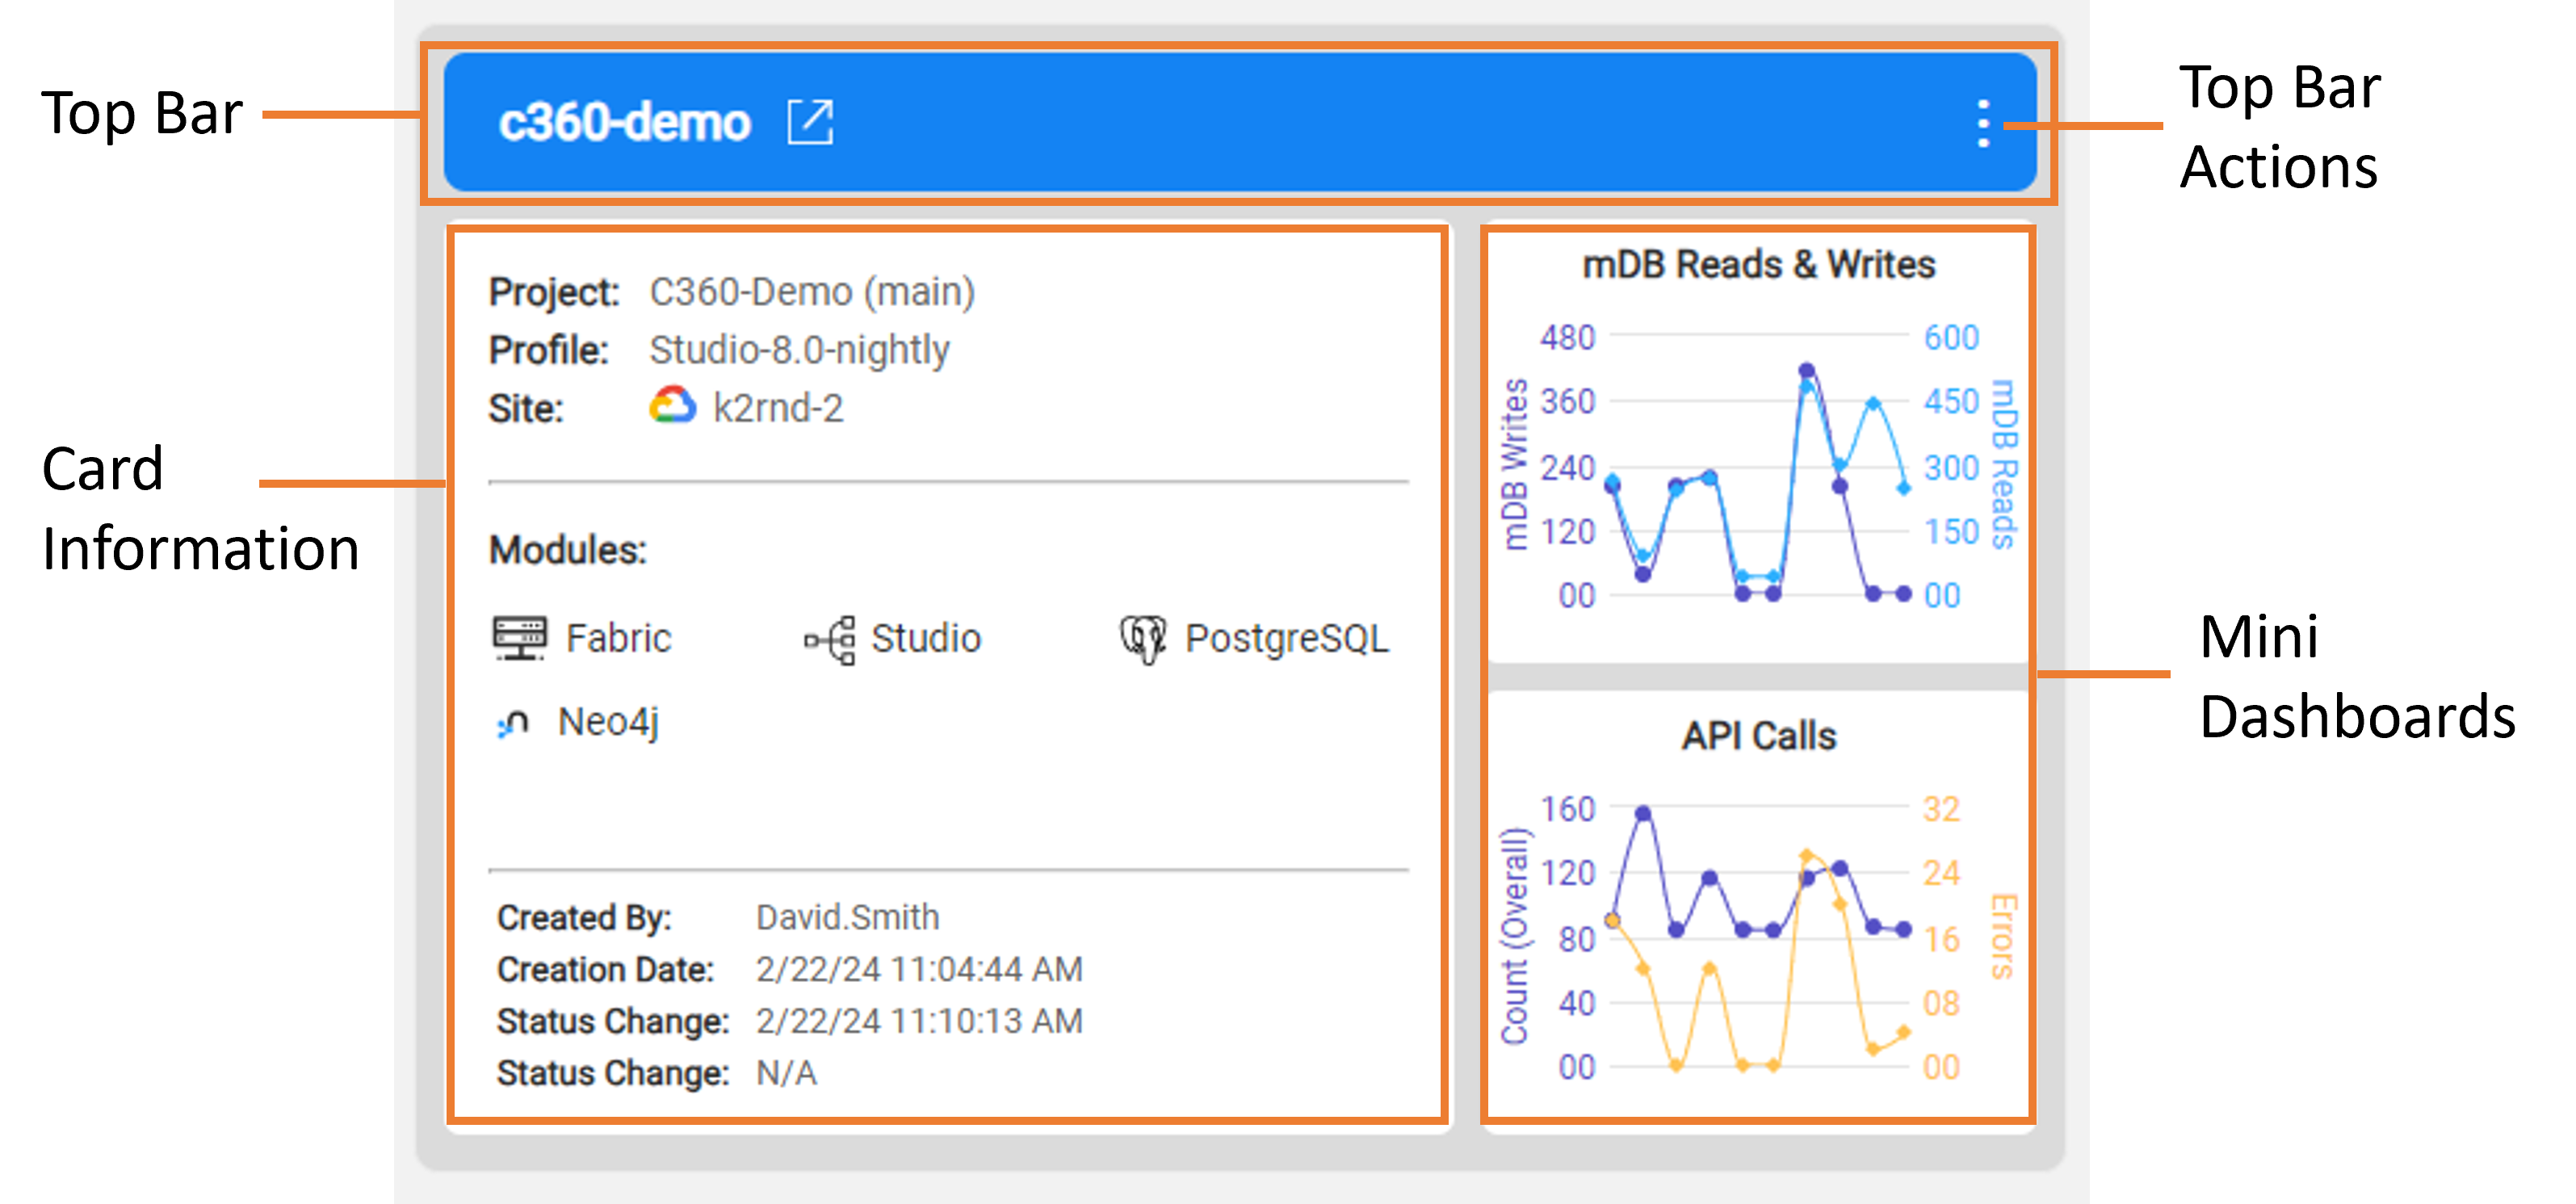 Top Bar
c360-demo
Top Bar
Actions
Card
Information
Project: C360-Demo (main)
Profile: Studio-8.0-nightly
Site: k2rnd-2
Modules:
Fabric Studio PostgreSQL
Neo4j
Created By: David.Smith
Creation Date: 2/22/24 11:04:44 AM
Status Change: 2/22/24 11:10:13 AM
Status Change: N/A
mDB Reads & Writes
mDB Writes
480 600
360 450
240 300
120 150
00 00
mDB Reads
API Calls
Count (Overall)
160 32
120 24
80 16
40 08
00 00
Errors
Mini
Dashboards